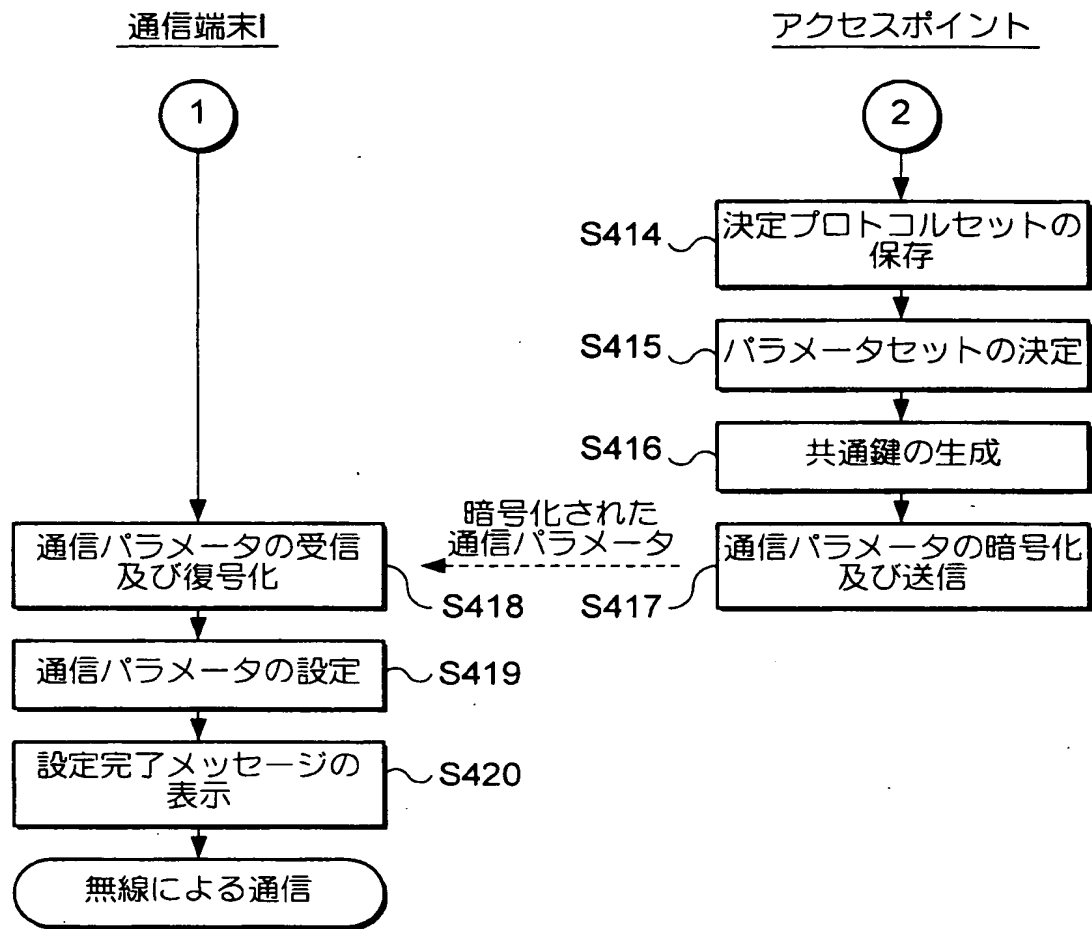 通信端末I
アクセスポイント
1
2
S414
決定プロトコルセットの
保存
S415
パラメータセットの決定
S416
共通鍵の生成
暗号化された
通信パラメータ
通信パラメータの受信
及び復号化
S418
S417
通信パラメータの暗号化
及び送信
通信パラメータの設定
S419
設定完了メッセージの
表示
S420
無線による通信